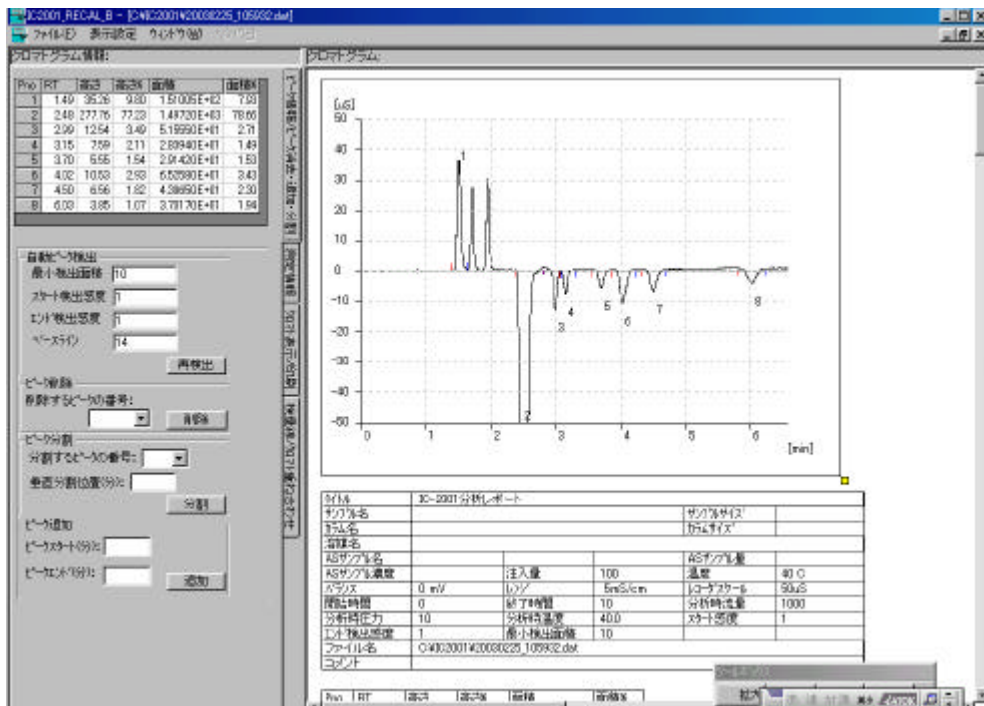 IC2001_RECAL_B - [C:¥IC2001¥20030225_105932.dat]
ファイル(F) 表示設定 ウィンドウ(W)
クロマトグラム情報:
クロマトグラム:
Pno RT 高さ 高さ% 面積 面積%
1 1.49 35.26 9.80 1.51005E+02 7.93
2 2.48 277.76 77.23 1.49720E+03 78.66
3 2.99 12.54 3.49 5.15550E+01 2.71
4 3.15 7.59 2.11 2.83940E+01 1.49
5 3.70 5.55 1.54 2.91420E+01 1.53
6 4.02 10.53 2.93 6.53590E+01 3.43
7 4.50 6.56 1.82 4.38650E+01 2.30
8 6.03 3.85 1.07 3.70170E+01 1.94
自動ピーク検出
最小検出面積 10
スタート検出感度 1
エンド検出感度 1
ベースライン 14
再検出
ピーク削除
削除するピークの番号:
削除
ピーク分割
分割するピークの番号:
垂直分割位置(分):
分割
ピーク追加
ピークスタート(分):
ピークエンド(分):
追加
[uS]
50
40
30
20
10
0
-10
-20
-30
-40
-50
0 1 2 3 4 5 6
[min]
1
2
3
4
5
6
7
8
タイトル IC-2001分析レポート
サンプル名 サンプルサイズ
カラム名 カラムサイズ
溶媒名
ASサンプル名 ASサンプル量
ASサンプル濃度 注入量 100 温度 40 C
バランス 0 mV レンジ 5mS/cm レコーダスケール 50uS
開始時間 0 終了時間 10 分析時流量 1000
分析時圧力 10 分析時温度 40.0 スタート感度 1
エンド検出感度 1 最小検出面積 10
ファイル名 C:¥IC2001¥20030225_105932.dat
コメント
Pno RT 高さ 高さ% 面積 面積%
拡大